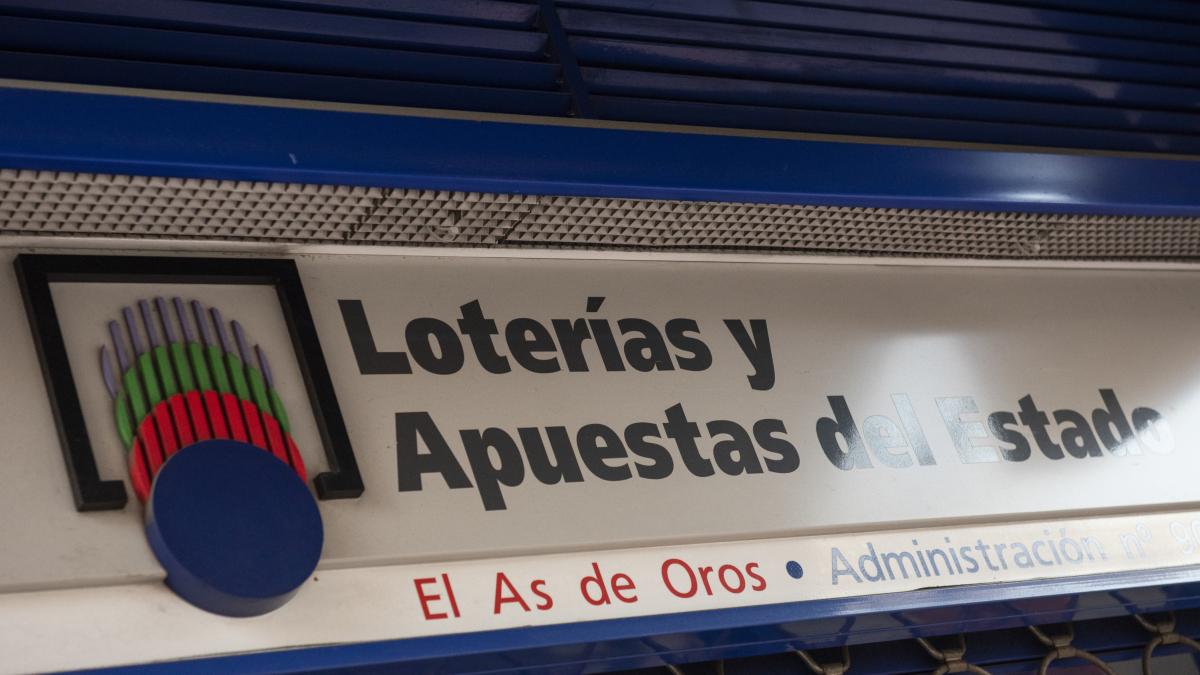 Loterías y
Apuestas del Estado
El As de Oros • Administración nº